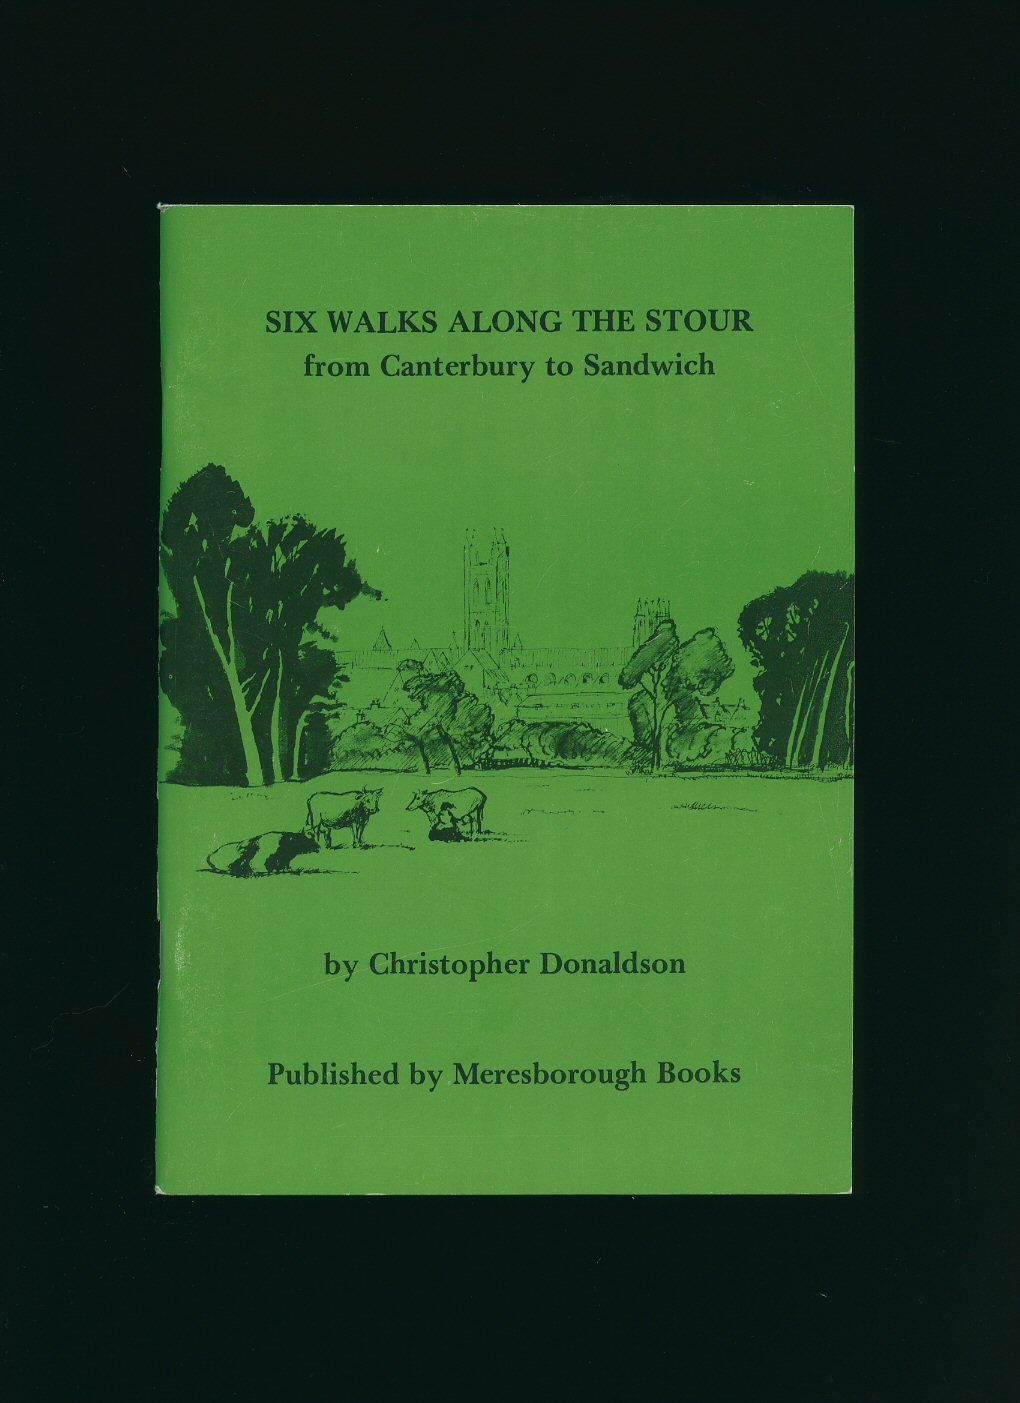 SIX WALKS ALONG THE STOUR
from Canterbury to Sandwich
by Christopher Donaldson
Published by Meresborough Books